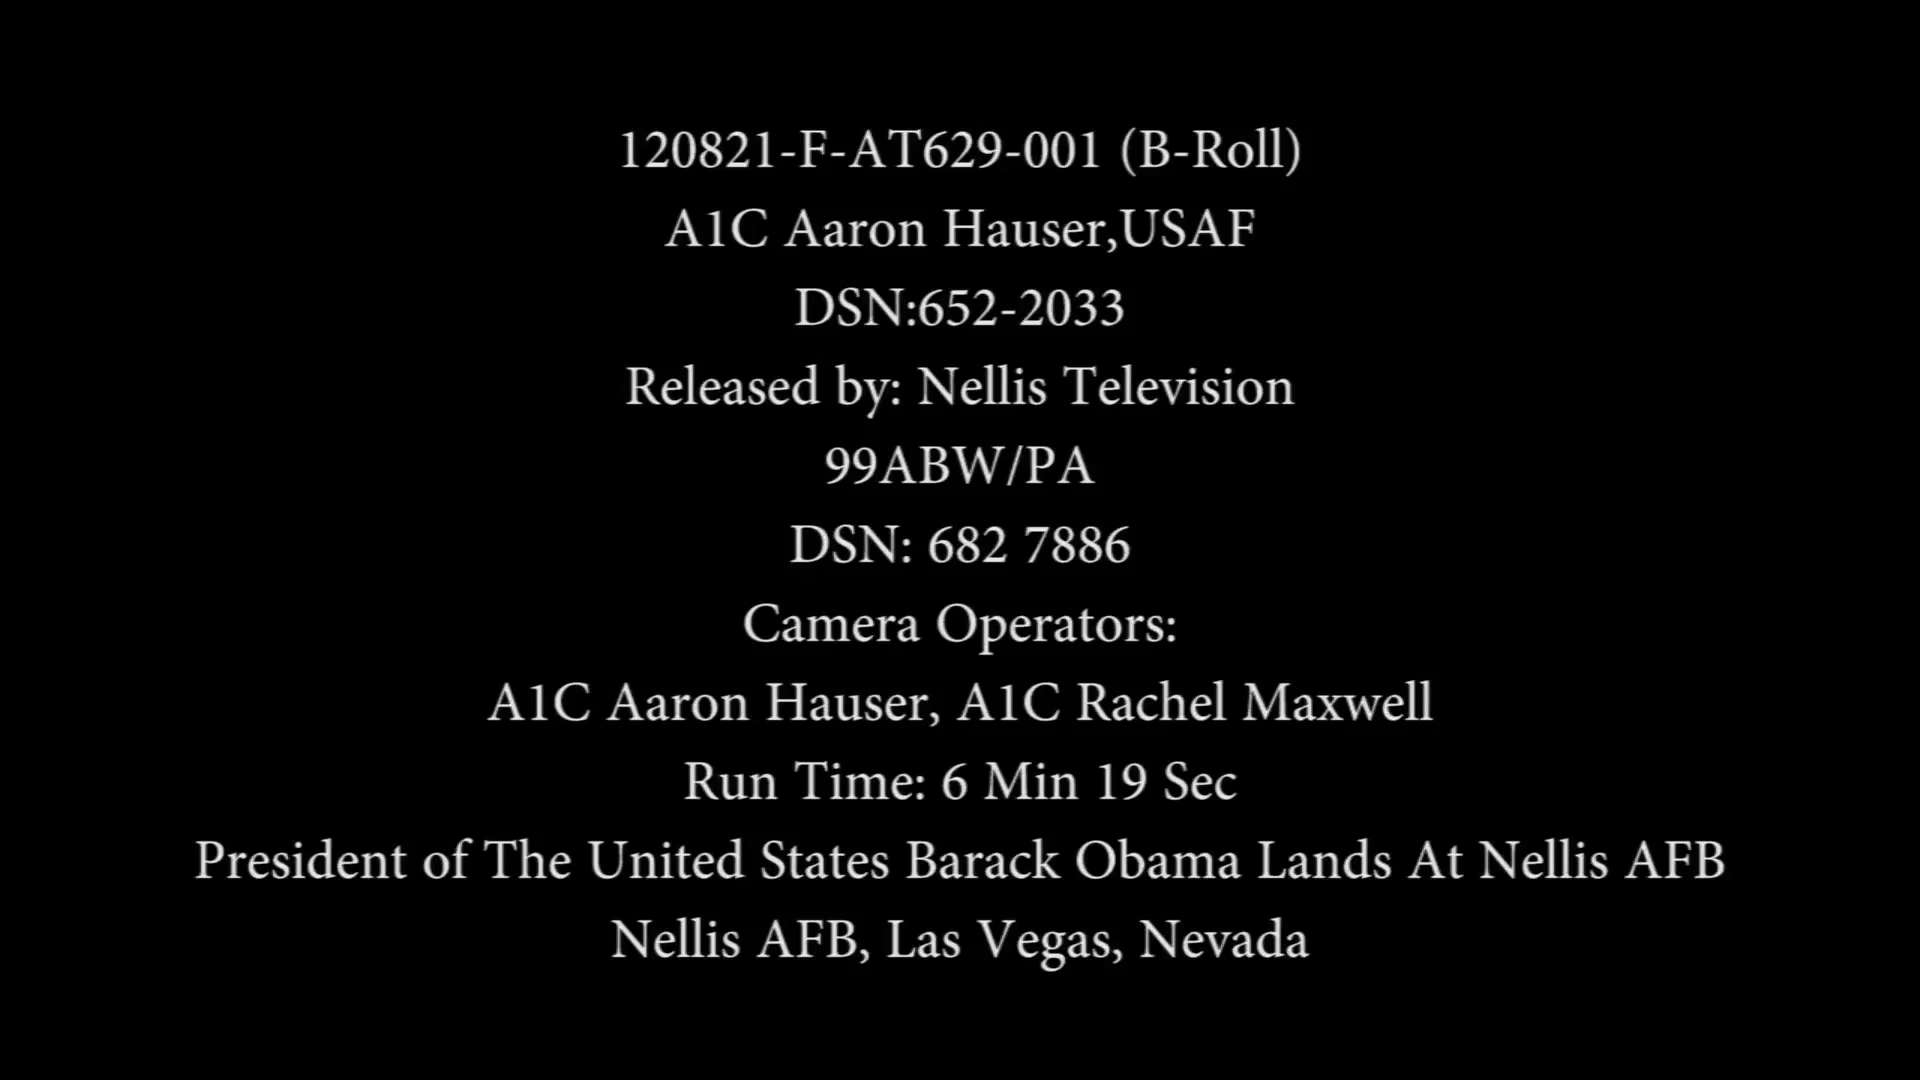 120821-F-AT629-001 (B-Roll)
A1C Aaron Hauser,USAF
DSN:652-2033
Released by: Nellis Television
99ABW/PA
DSN: 682 7886
Camera Operators:
A1C Aaron Hauser, A1C Rachel Maxwell
Run Time: 6 Min 19 Sec
President of The United States Barack Obama Lands At Nellis AFB
Nellis AFB, Las Vegas, Nevada